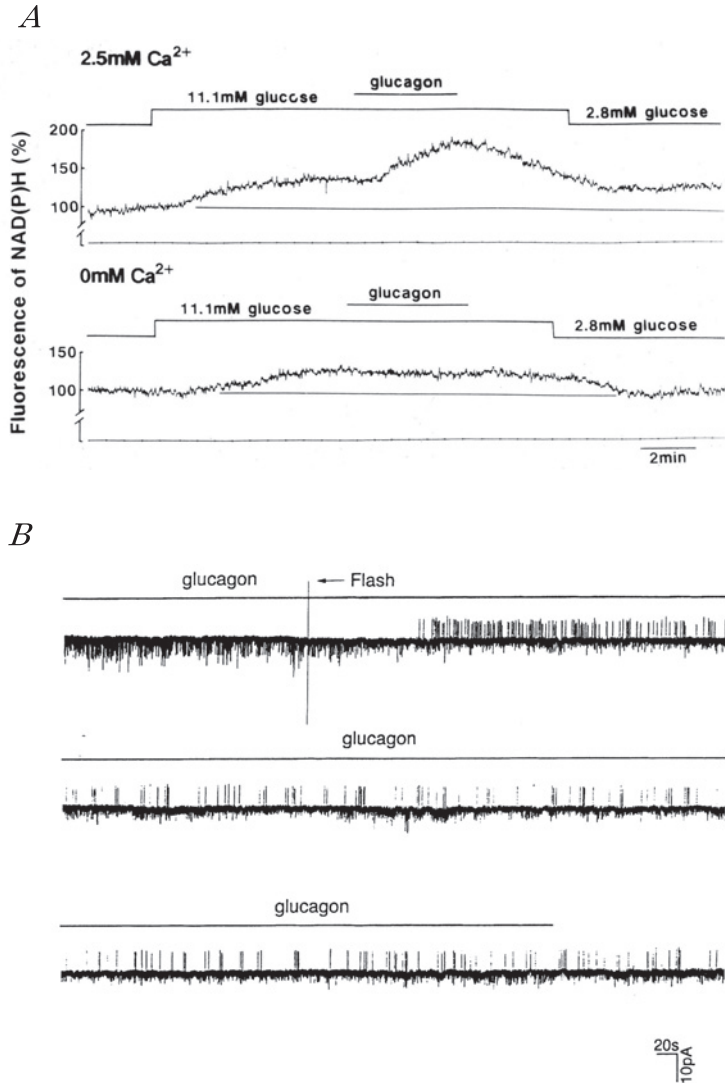 A
2.5mM Ca2+
glucagon
11.1mM glucose
2.8mM glucose
200
150
100
Fluorescence of NAD(P)H (%)
0mM Ca2+
glucagon
11.1mM glucose
2.8mM glucose
150
100
2min
B
glucagon
Flash
glucagon
glucagon
20s
10pA